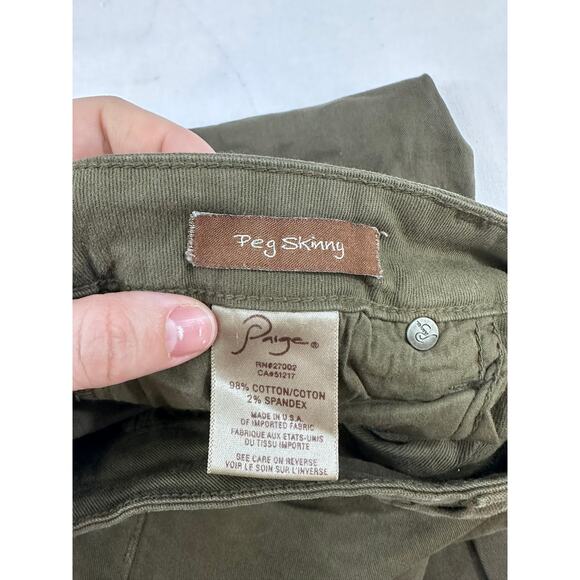 Peg Skinny
Paige®
RN#27002
CA#51217
98% COTTON/COTON
2% SPANDEX
MADE IN U.S.A.
OF IMPORTED FABRIC
FABRIQUE AUX ETATS-UNIS
DU TISSU IMPORTE
SEE CARE ON REVERSE
VOIR LE SOIN SUR L'INVERSE